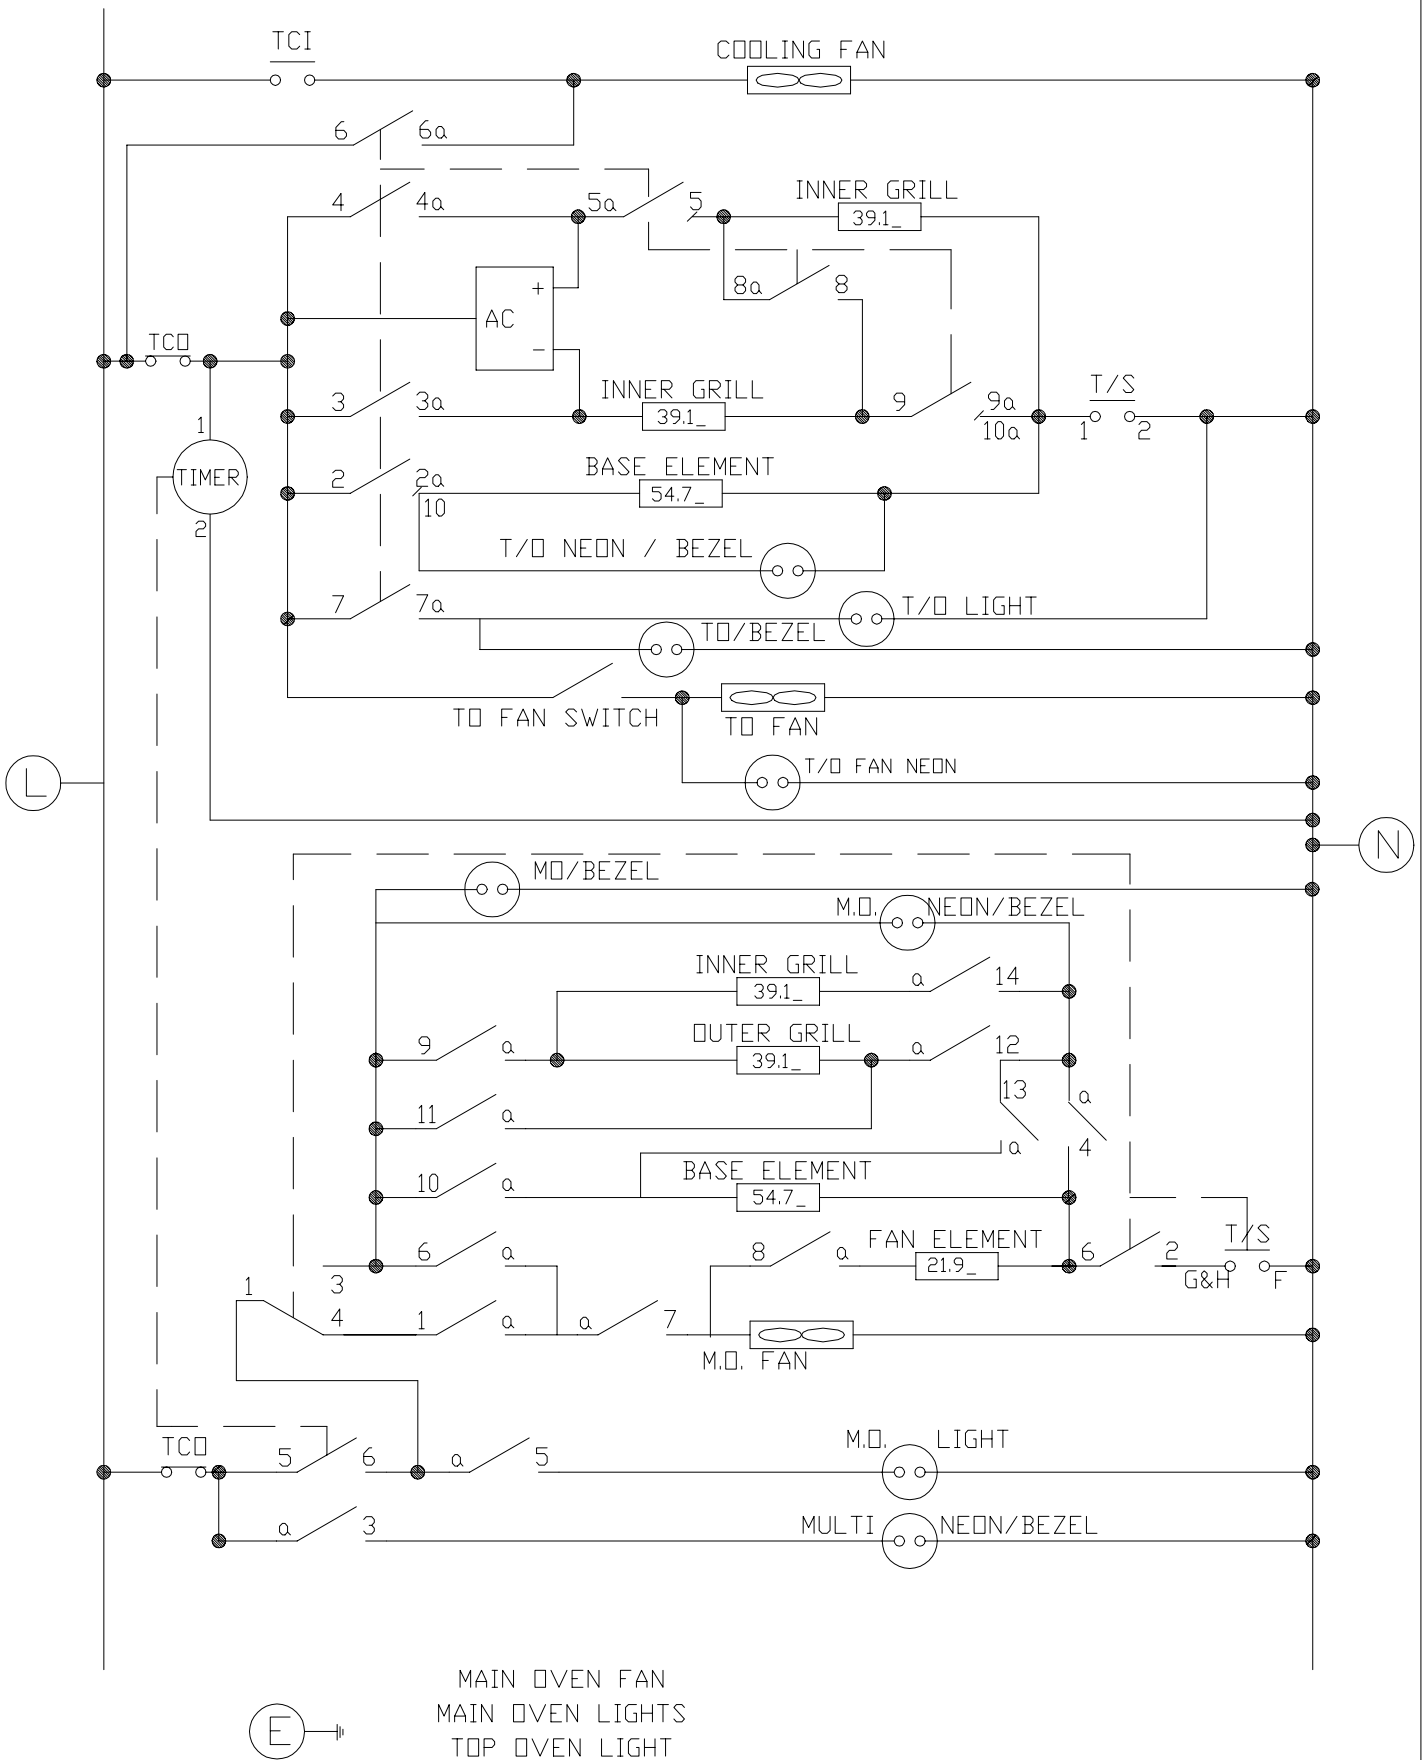 TCI
COOLING FAN
6 6a
4 4a 5a 5 INNER GRILL
39.1_
8a 8
+
AC
-
TCO
INNER GRILL T/S
3 3a 39.1_ 9 9a
10a 1 2
1
TIMER
2
BASE ELEMENT
2 2a 54.7_
10
T/O NEON / BEZEL
7 7a T/O LIGHT
TO/BEZEL
TO FAN SWITCH TO FAN
T/O FAN NEON
L
N
MO/BEZEL
M.O. NEON/BEZEL
INNER GRILL
39.1_ a 14
OUTER GRILL
9 a 39.1_ a 12
13 a
11 a
a 4
BASE ELEMENT
10 a 54.7_
FAN ELEMENT T/S
6 a 8 a 21.9_ 6 2
3 G&H F
1 4 1 a a 7
M.O. FAN
TCO M.O. LIGHT
5 6 a 5
MULTI NEON/BEZEL
a 3
MAIN OVEN FAN
E MAIN OVEN LIGHTS
TOP OVEN LIGHT